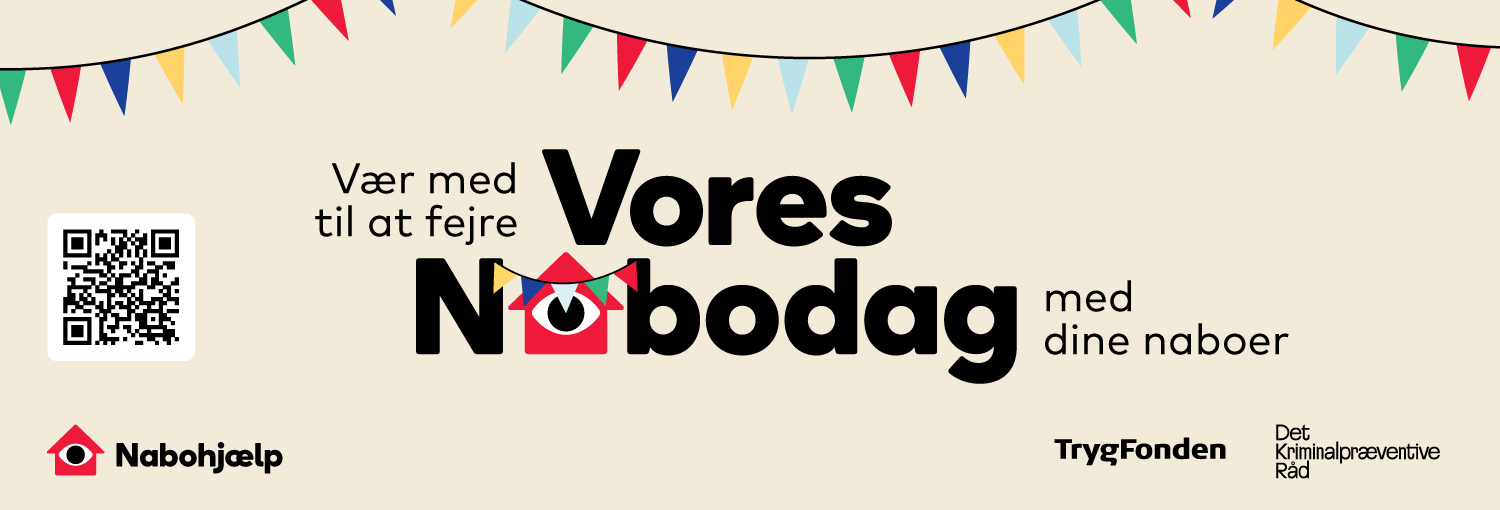 Vær med
til at fejre
Vores
Nabodag
med
dine naboer
Nabohjælp
TrygFonden
Det
Kriminalpræventive
Råd